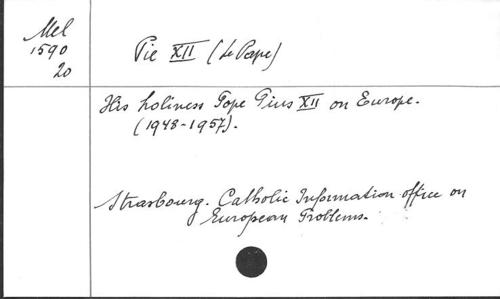 Mel
1590
20
Pie XII (Le Pape)
His holiness Pope Pius XII on Europe.
(1948-1957).
Strasbourg. Catholic Information office on
European Problems.